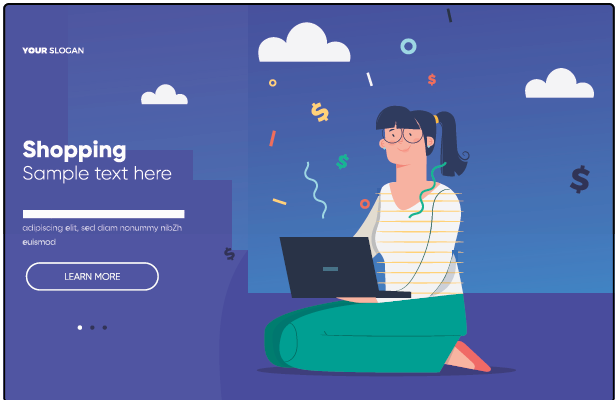 YOUR SLOGAN
Shopping
Sample text here
adipiscing elit, sed diam nonummy nibZh
euismod
LEARN MORE